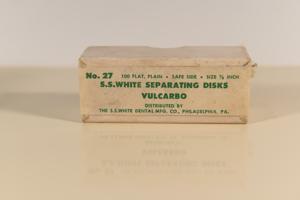 No. 27 100 FLAT, PLAIN • SAFE SIDE • SIZE ⅞ INCH
S.S.WHITE SEPARATING DISKS
VULCARBO
DISTRIBUTED BY
THE S.S.WHITE DENTAL MFG. CO., PHILADELPHIA, PA.